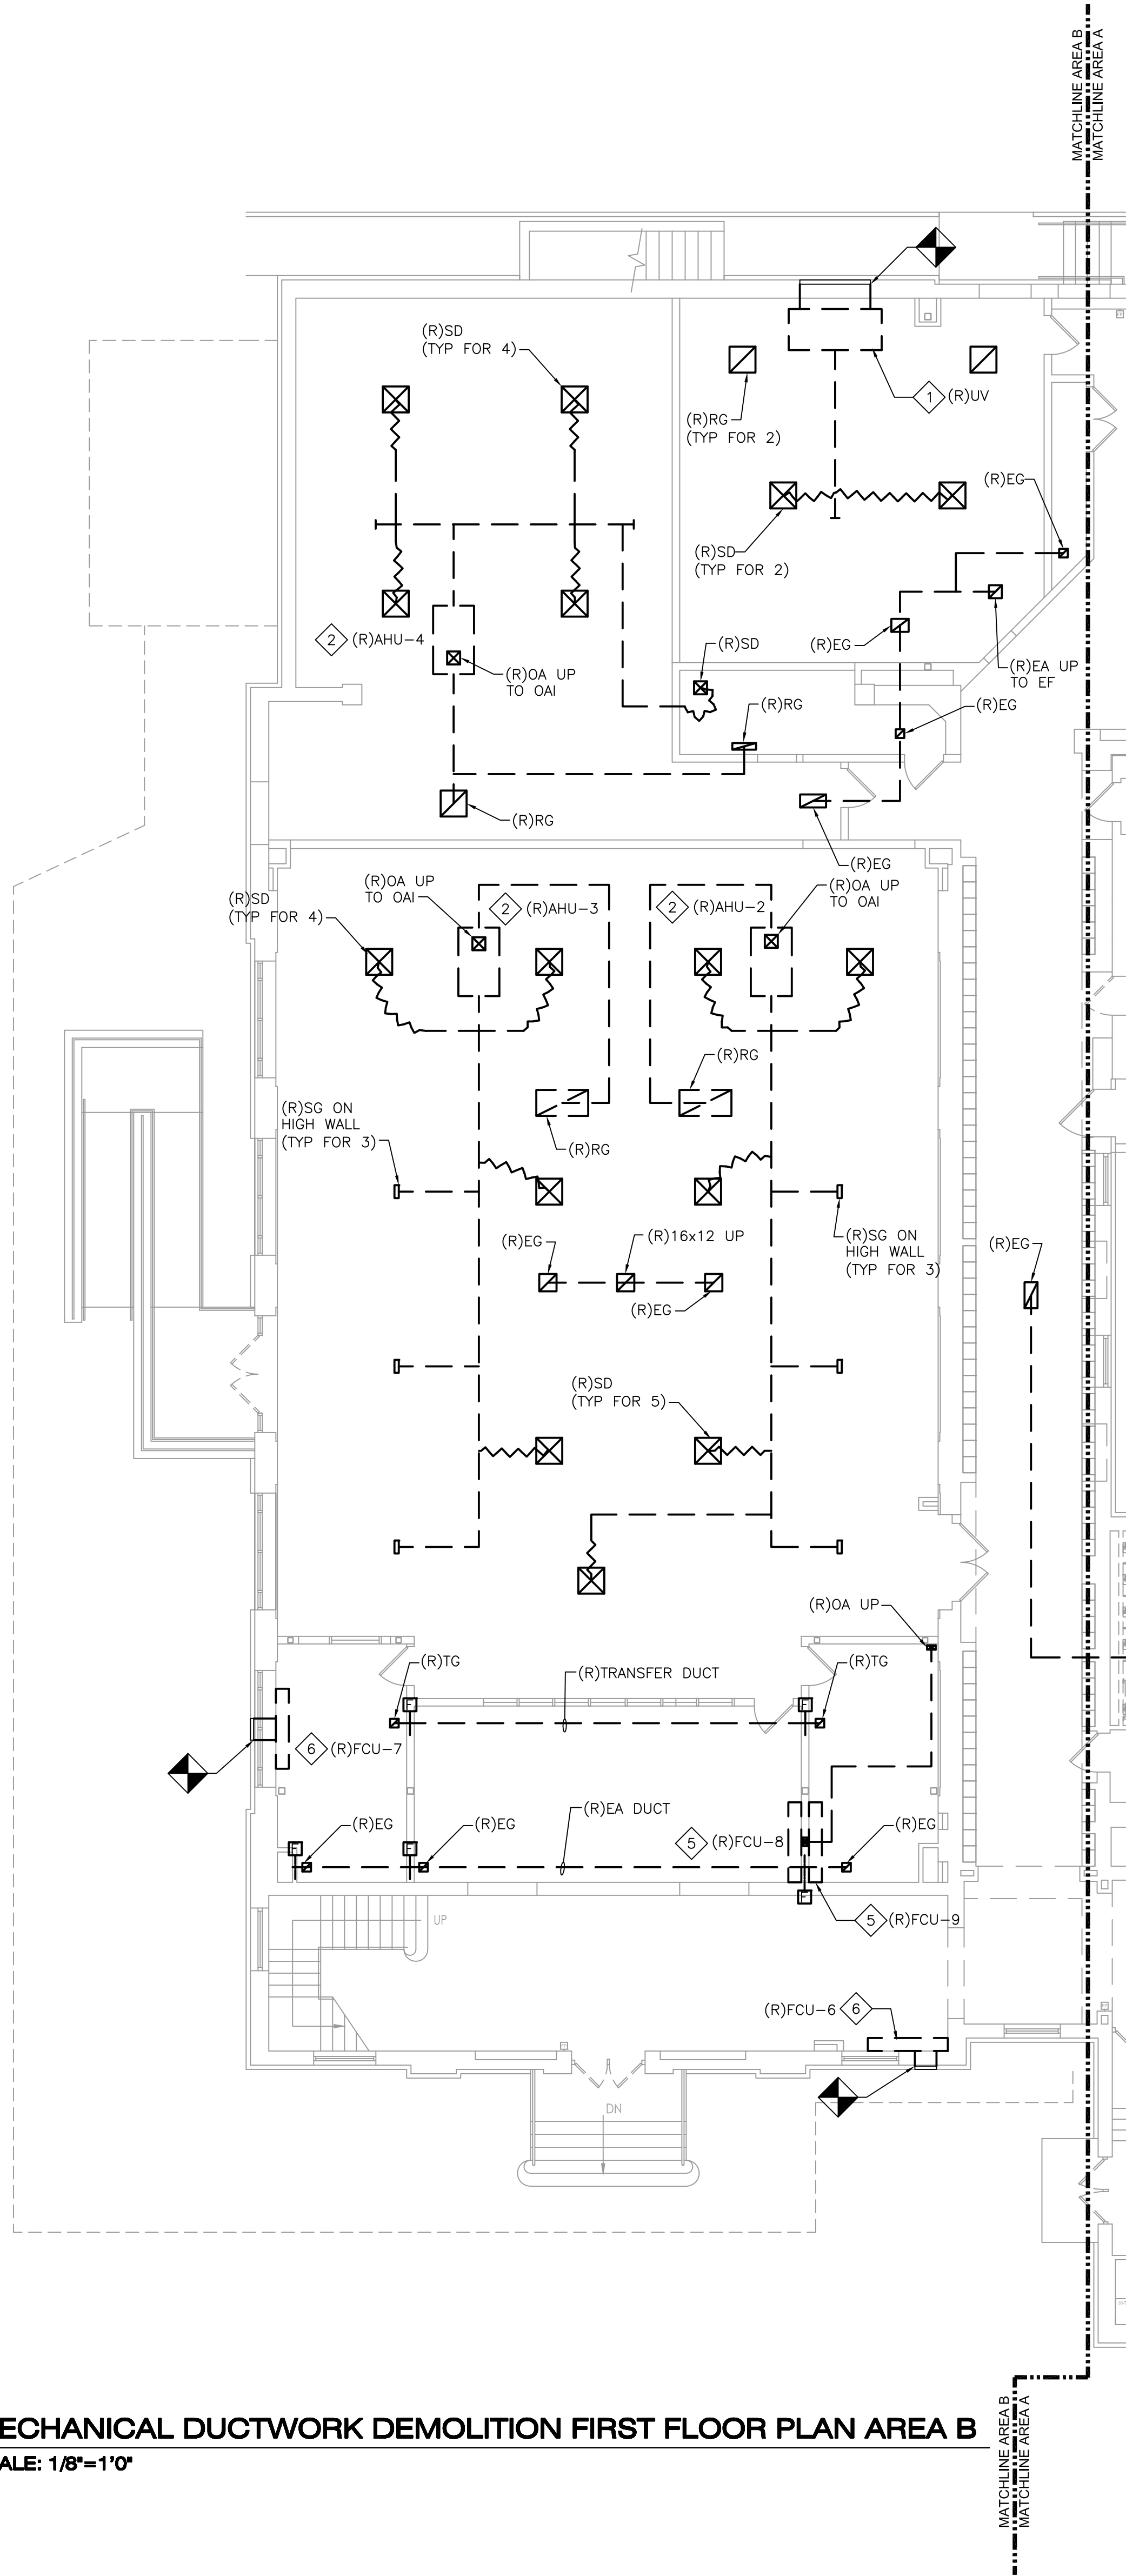 MATCHLINE AREA B
MATCHLINE AREA A
(R)SD
(TYP FOR 4)
(R)RG
(TYP FOR 2)
1
(R)UV
(R)EG
(R)SD
(TYP FOR 2)
2
(R)AHU-4
(R)OA UP
TO OAI
(R)SD
(R)EG
(R)EA UP
TO EF
(R)RG
(R)EG
(R)RG
(R)EG
(R)SD
(TYP FOR 4)
(R)OA UP
TO OAI
2
(R)AHU-3
2
(R)AHU-2
(R)OA UP
TO OAI
(R)RG
(R)SG ON
HIGH WALL
(TYP FOR 3)
(R)RG
(R)EG
(R)16x12 UP
(R)SG ON
HIGH WALL
(TYP FOR 3)
(R)EG
(R)EG
(R)SD
(TYP FOR 5)
(R)OA UP
(R)TG
(R)TRANSFER DUCT
(R)TG
6
(R)FCU-7
(R)EG
(R)EG
(R)EA DUCT
5
(R)FCU-8
(R)EG
5
(R)FCU-9
UP
(R)FCU-6
6
DN
ECHANICAL DUCTWORK DEMOLITION FIRST FLOOR PLAN AREA B
ALE: 1/8"=1'0"
MATCHLINE AREA B
MATCHLINE AREA A